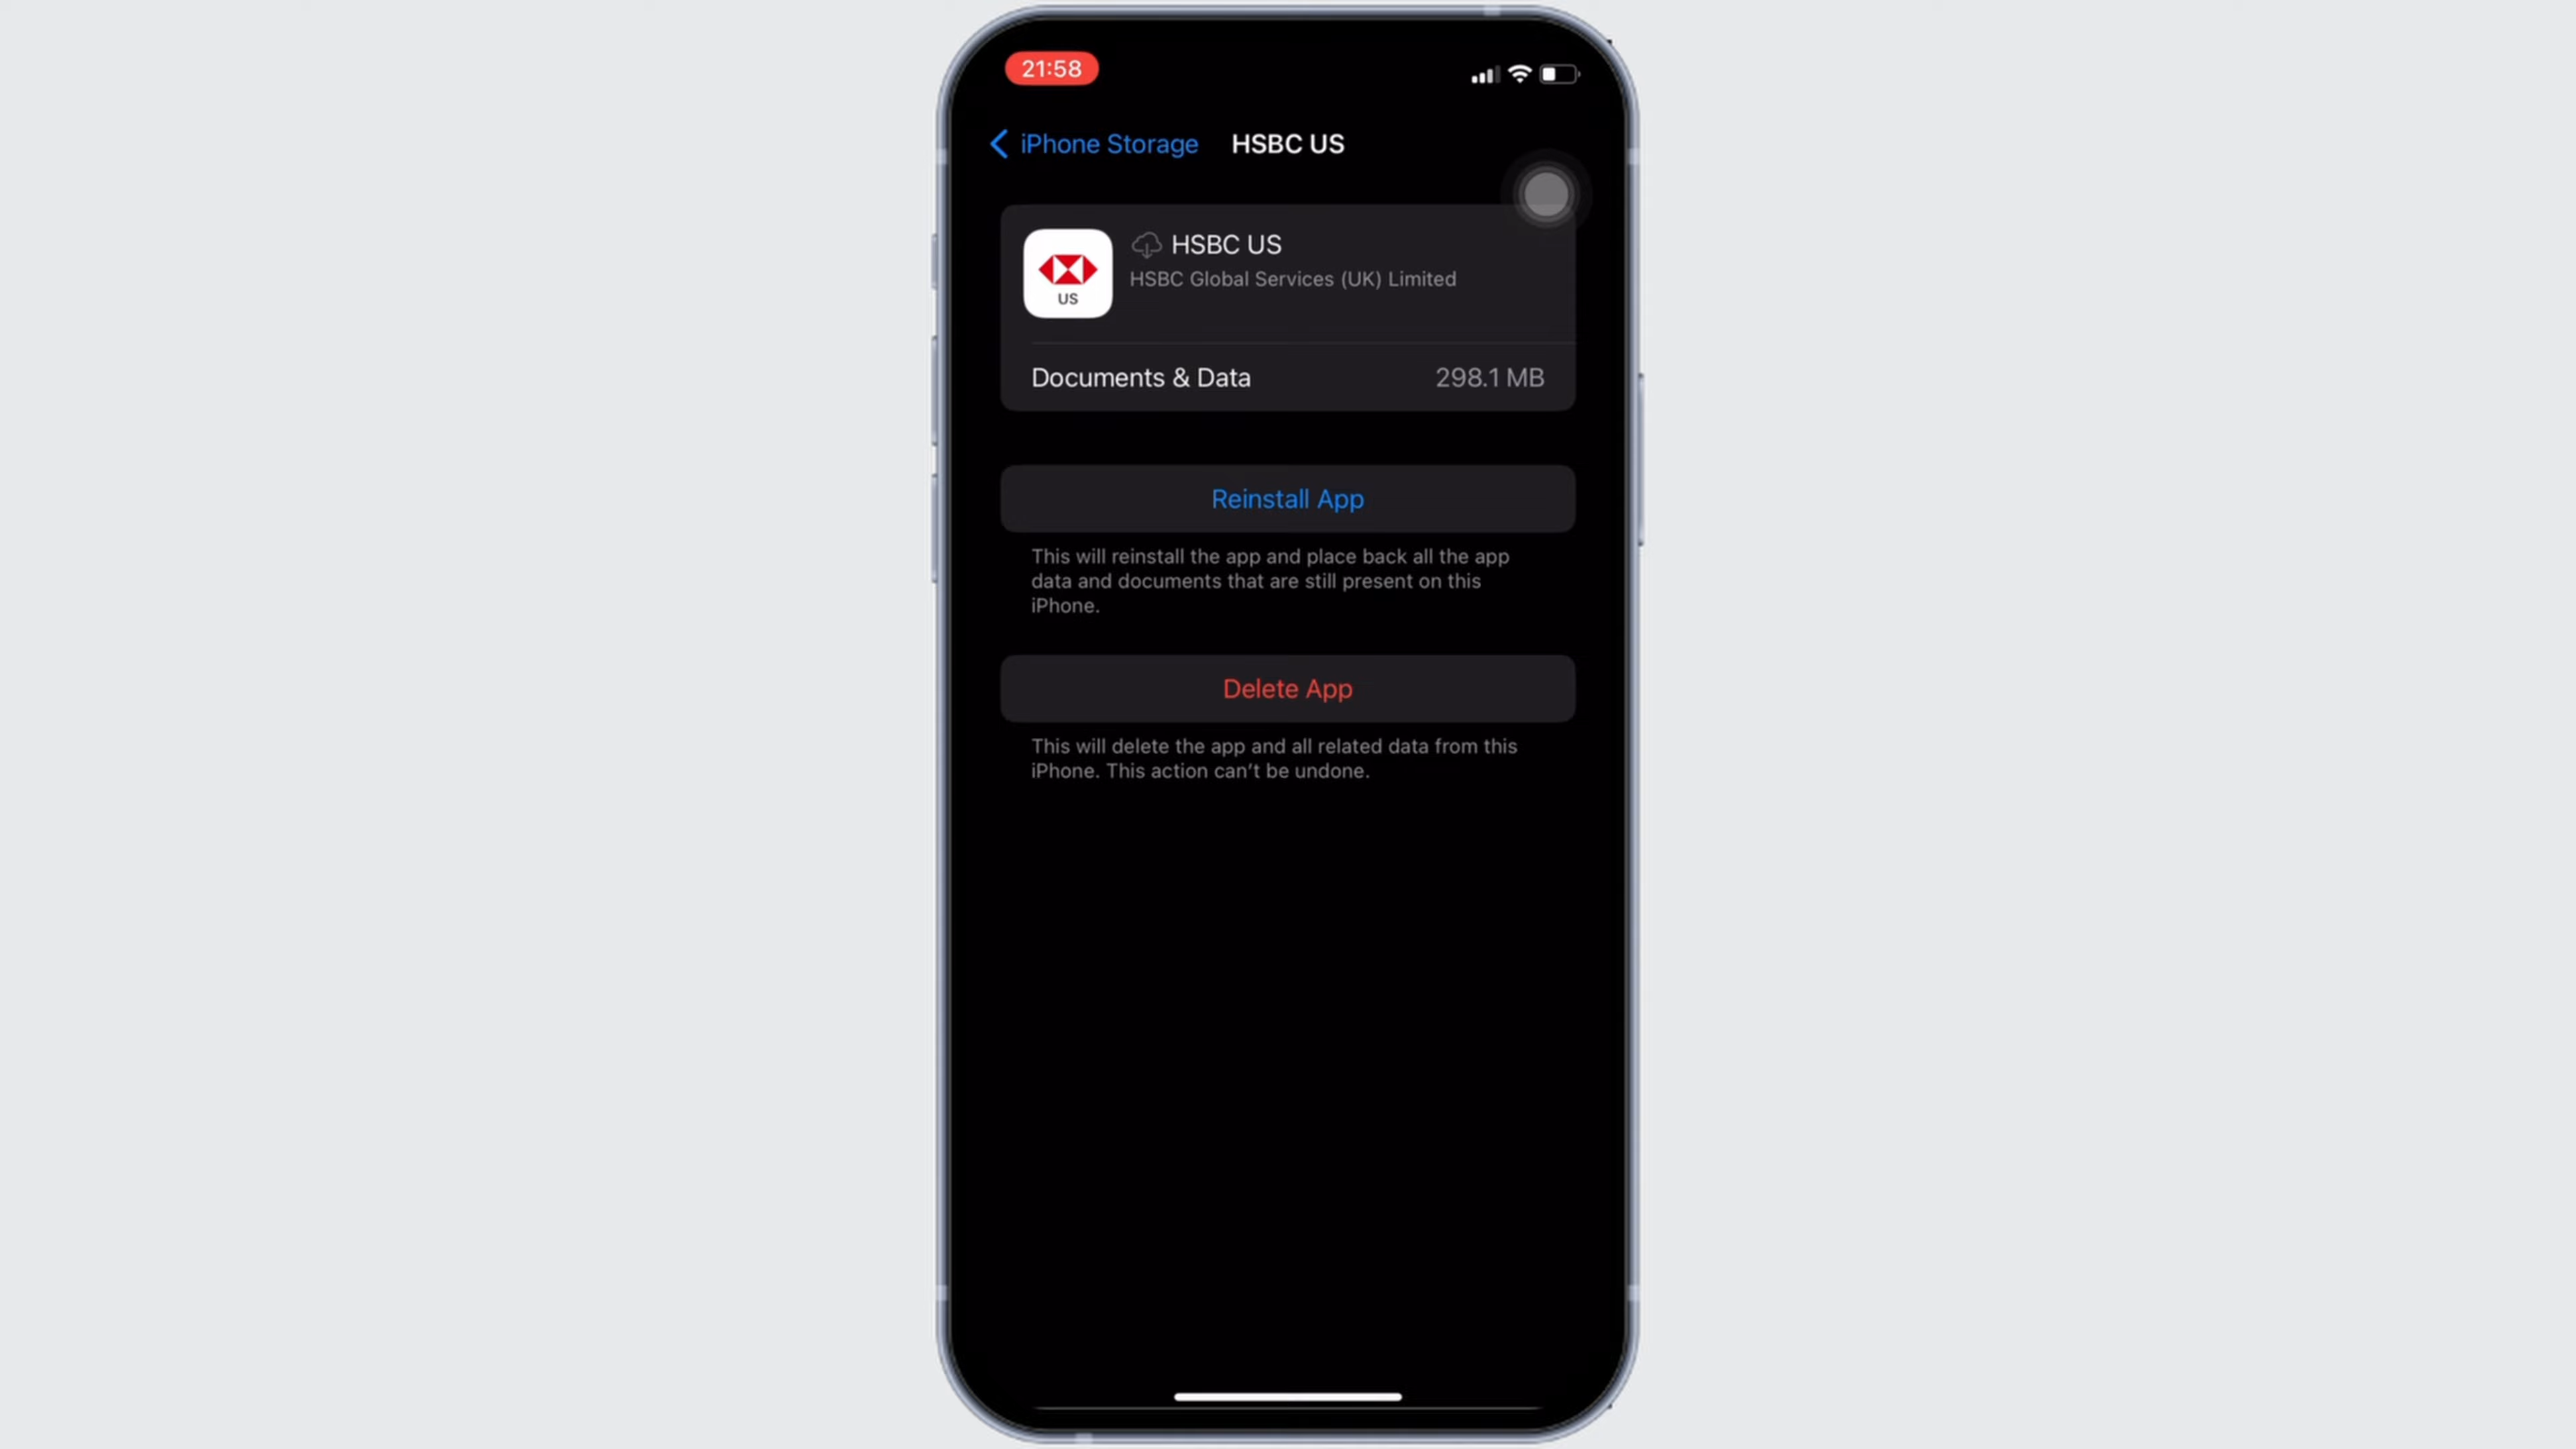 21:58
iPhone Storage
HSBC US
HSBC US
HSBC Global Services (UK) Limited
US
Documents & Data 298.1 MB
Reinstall App
This will reinstall the app and place back all the app
data and documents that are still present on this
iPhone.
Delete App
This will delete the app and all related data from this
iPhone. This action can't be undone.